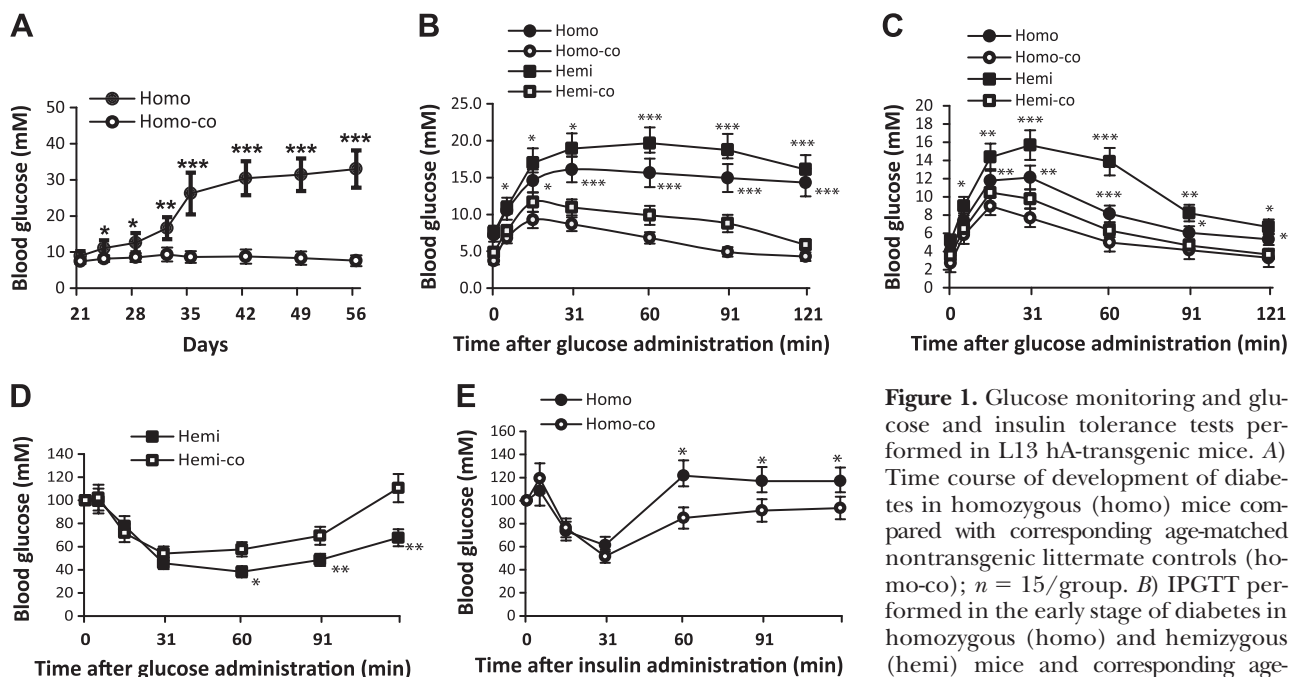 A
Homo
Homo-co
Blood glucose (mM)
50
40
30
20
10
0
*
*
**
***
***
***
***
21 28 35 42 49 56
Days
B
Homo
Homo-co
Hemi
Hemi-co
Blood glucose (mM)
25.0
20.0
15.0
10.0
5.0
0.0
*
*
*
***
***
***
*
***
***
***
***
0 31 60 91 121
Time after glucose administration (min)
C
Homo
Homo-co
Hemi
Hemi-co
Blood glucose (mM)
20
18
16
14
12
10
8
6
4
2
0
*
**
***
***
**
*
**
**
***
*
*
0 31 60 91 121
Time after glucose administration (min)
D
Hemi
Hemi-co
Blood glucose (mM)
140
120
100
80
60
40
20
0
*
**
**
0 31 60 91
Time after glucose administration (min)
E
Homo
Homo-co
Blood glucose (mM)
160
140
120
100
80
60
40
20
0
*
*
*
0 31 60 91
Time after insulin administration (min)
Figure 1. Glucose monitoring and glu-
cose and insulin tolerance tests per-
formed in L13 hA-transgenic mice. A)
Time course of development of diabe-
tes in homozygous (homo) mice com-
pared with corresponding age-matched
nontransgenic littermate controls (ho-
mo-co); n = 15/group. B) IPGTT per-
formed in the early stage of diabetes in
homozygous (homo) and hemizygous
(hemi) mice and corresponding age-